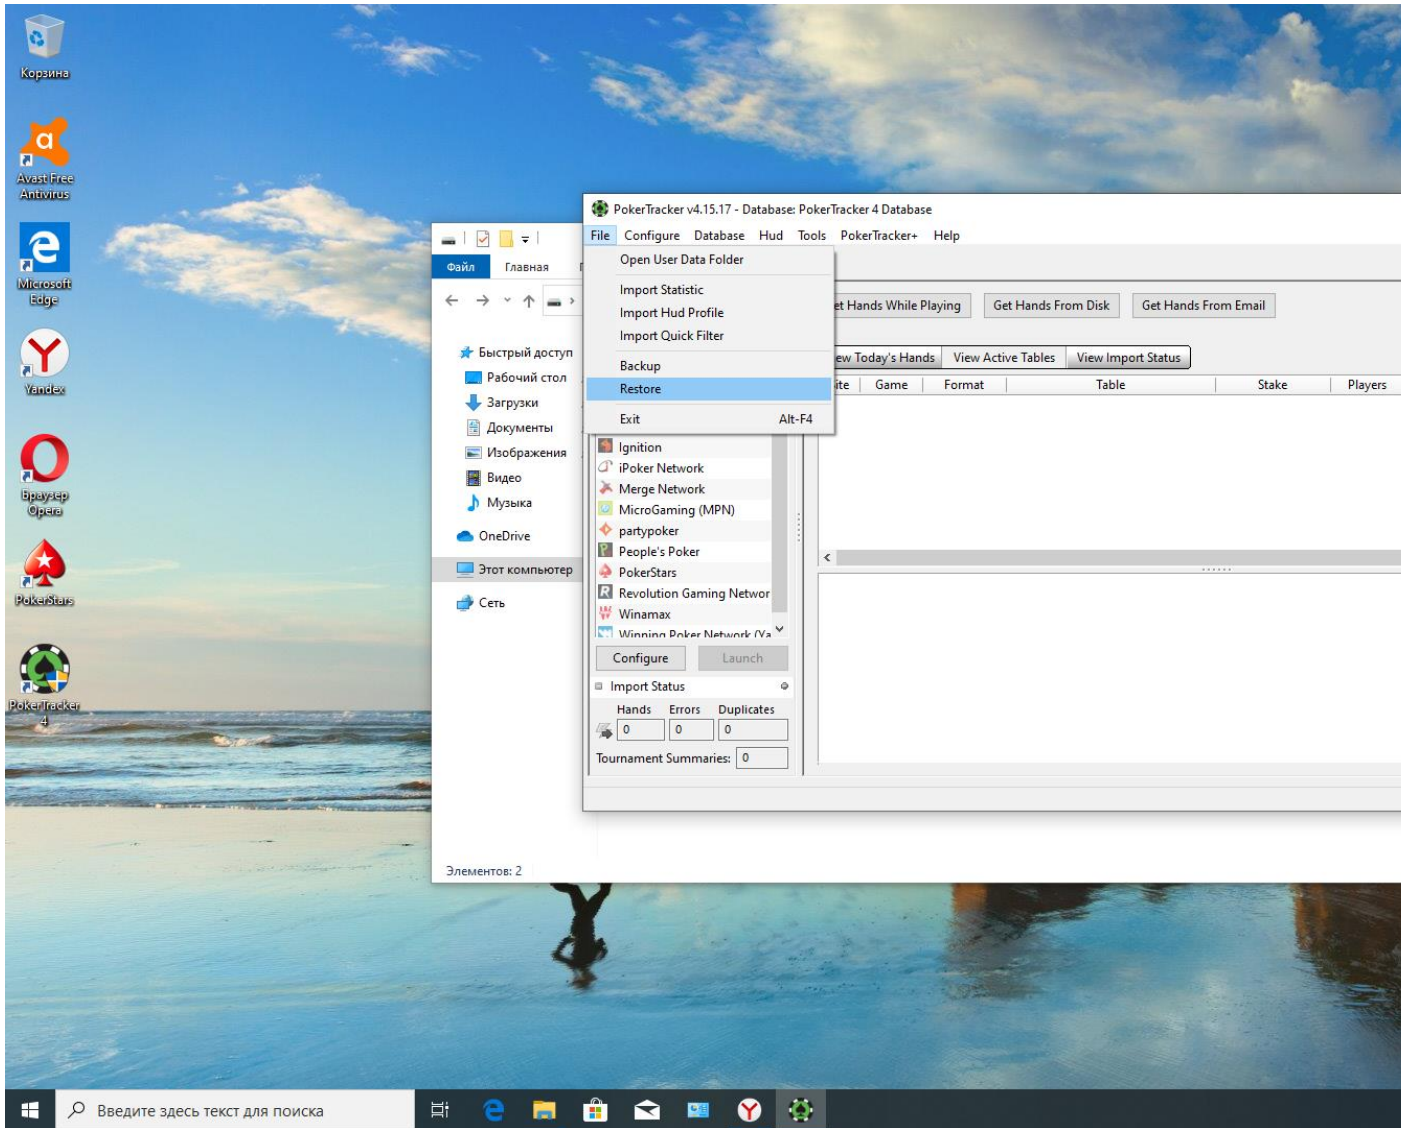 Корзина
Avast Free
Antivirus
Microsoft
Edge
Yandex
Браузер
Opera
PokerStars
PokerTracker
4
PokerTracker v4.15.17 - Database: PokerTracker 4 Database
File Configure Database Hud Tools PokerTracker+ Help
Open User Data Folder
Import Statistic
Import Hud Profile
Import Quick Filter
Backup
Restore
Exit Alt-F4
et Hands While Playing Get Hands From Disk Get Hands From Email
ew Today's Hands View Active Tables View Import Status
ite Game Format Table Stake Players
Ignition
iPoker Network
Merge Network
MicroGaming (MPN)
partypoker
People's Poker
PokerStars
Revolution Gaming Networ
Winamax
Winning Poker Network (Ya
Configure Launch
Import Status
Hands Errors Duplicates
0 0 0
Tournament Summaries: 0
Файл Главная
Быстрый доступ
Рабочий стол
Загрузки
Документы
Изображения
Видео
Музыка
OneDrive
Этот компьютер
Сеть
Элементов: 2
Введите здесь текст для поиска